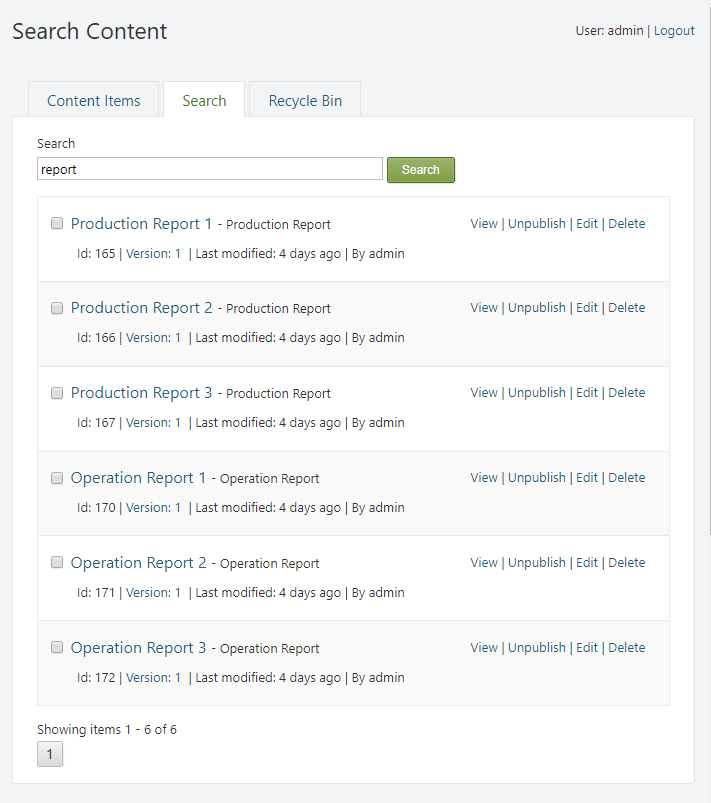 Search Content
User: admin | Logout
Content Items
Search
Recycle Bin
Search
report
Search
Production Report 1 - Production Report
View | Unpublish | Edit | Delete
Id: 165 | Version: 1 | Last modified: 4 days ago | By admin
Production Report 2 - Production Report
View | Unpublish | Edit | Delete
Id: 166 | Version: 1 | Last modified: 4 days ago | By admin
Production Report 3 - Production Report
View | Unpublish | Edit | Delete
Id: 167 | Version: 1 | Last modified: 4 days ago | By admin
Operation Report 1 - Operation Report
View | Unpublish | Edit | Delete
Id: 170 | Version: 1 | Last modified: 4 days ago | By admin
Operation Report 2 - Operation Report
View | Unpublish | Edit | Delete
Id: 171 | Version: 1 | Last modified: 4 days ago | By admin
Operation Report 3 - Operation Report
View | Unpublish | Edit | Delete
Id: 172 | Version: 1 | Last modified: 4 days ago | By admin
Showing items 1 - 6 of 6
1